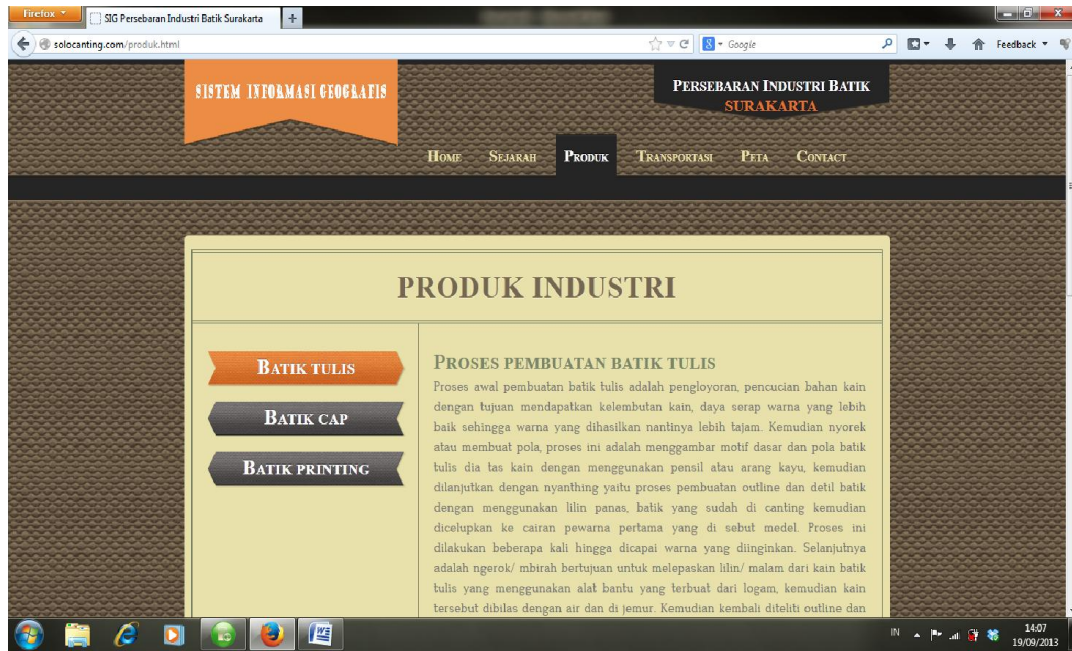 Firefox
SIG Persebaran Industri Batik Surakarta
solocanting.com/produk.html
Google
Feedback
SISTEM INFORMASI GEOGRAFIS
PERSEBARAN INDUSTRI BATIK
SURAKARTA
HOME SEJARAH PRODUK TRANSPORTASI PETA CONTACT
PRODUK INDUSTRI
BATIK TULIS
BATIK CAP
BATIK PRINTING
PROSES PEMBUATAN BATIK TULIS
Proses awal pembuatan batik tulis adalah pengloyoran, pencucian bahan kain
dengan tujuan mendapatkan kelembutan kain, daya serap warna yang lebih
baik sehingga warna yang dihasilkan nantinya lebih tajam. Kemudian nyorek
atau membuat pola, proses ini adalah menggambar motif dasar dan pola batik
tulis dia tas kain dengan menggunakan pensil atau arang kayu, kemudian
dilanjutkan dengan nyanthing yaitu proses pembuatan outline dan detil batik
dengan menggunakan lilin panas, batik yang sudah di canting kemudian
dicelupkan ke cairan pewarna pertama yang di sebut medel. Proses ini
dilakukan beberapa kali hingga dicapai warna yang diinginkan. Selanjutnya
adalah ngerok/ mbirah bertujuan untuk melepaskan lilin/ malam dari kain batik
tulis yang menggunakan alat bantu yang terbuat dari logam, kemudian kain
tersebut dibilas dengan air dan di jemur. Kemudian kembali diteliti outline dan
IN
14:07
19/09/2013